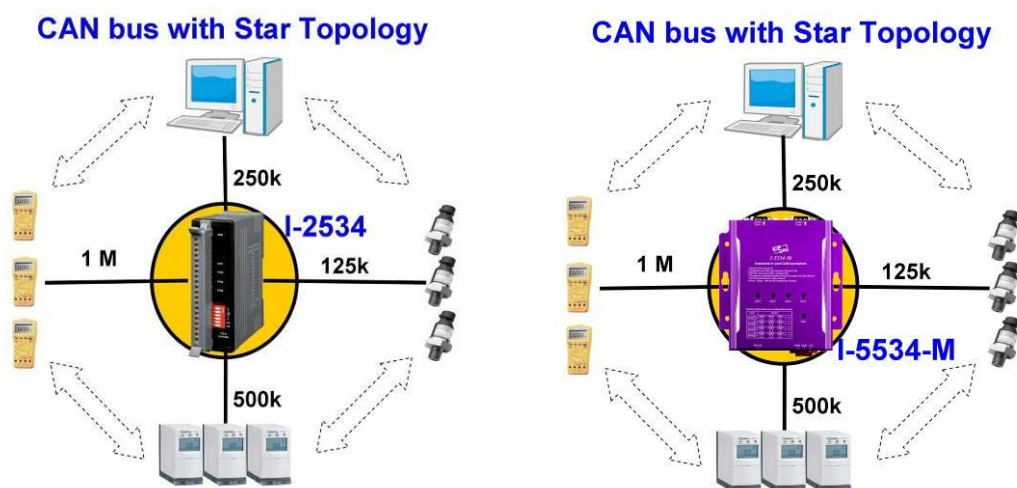 CAN bus with Star Topology
250k
I-2534
1 M
125k
500k
CAN bus with Star Topology
250k
1 M
I-5534-M
125k
I-5534-M
500k